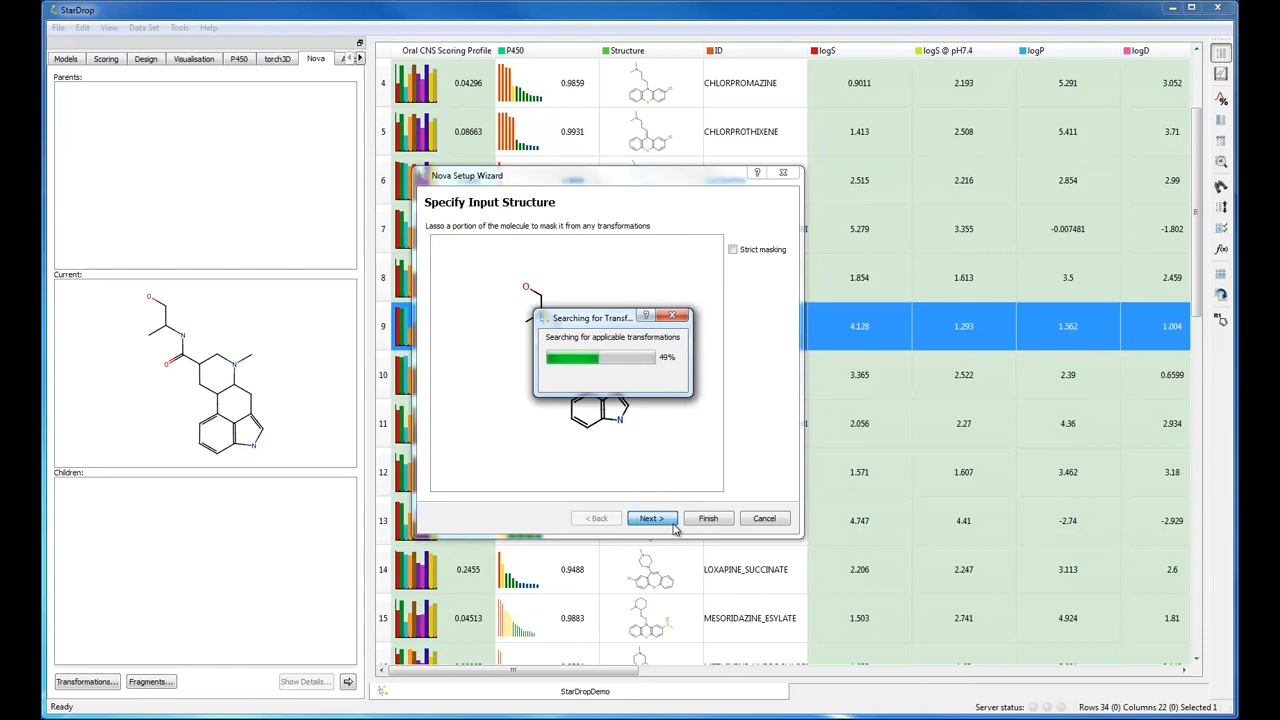 StarDrop
File Edit View Data Set Tools Help
Models Scoring Design Visualisation P450 torch3D Nova
Parents:
Current:
O
N
O
N
N
Children:
Transformations... Fragments... Show Details...
Ready
Oral CNS Scoring Profile P450 Structure ID logS logS @ pH7.4 logP logD
4 0.04296 0.9859 CHLORPROMAZINE 0.9011 2.193 5.291 3.052
5 0.08663 0.9931 CHLORPROTHIXENE 1.413 2.508 5.411 3.71
6 2.515 2.216 2.854 2.99
7 5.279 3.355 -0.007481 -1.802
8 1.854 1.613 3.5 2.459
9 4.128 1.293 1.562 1.004
10 3.365 2.522 2.39 0.6599
11 2.056 2.27 4.36 2.934
12 1.571 1.607 3.462 3.18
13 4.747 4.41 -2.74 -2.929
14 0.2455 0.9488 LOXAPINE_SUCCINATE 2.206 2.247 3.113 2.6
15 0.04513 0.9883 MESORIDAZINE_ESYLATE 1.503 2.741 4.924 1.81
Nova Setup Wizard
Specify Input Structure
Lasso a portion of the molecule to mask it from any transformations
Strict masking
O
N
Searching for Transf...
Searching for applicable transformations
49%
< Back Next > Finish Cancel
StarDropDemo
Server status: Rows 34 (0) Columns 22 (0) Selected 1